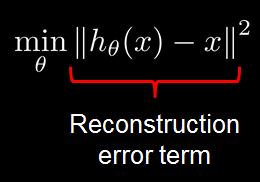 min_θ ‖h_θ(x) − x‖²
Reconstruction
error term